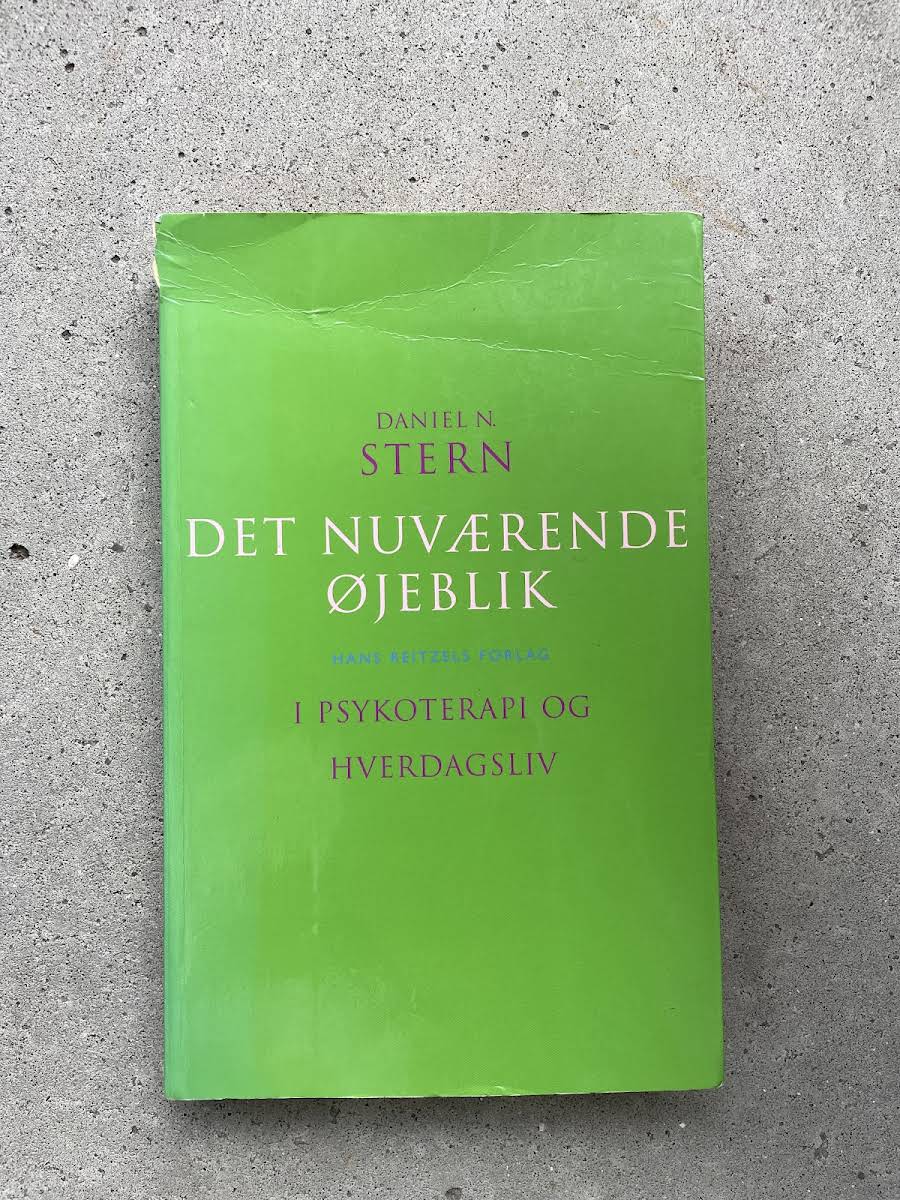 DANIEL N.
STERN
DET NUVÆRENDE
ØJEBLIK
HANS REITZELS FORLAG
I PSYKOTERAPI OG
HVERDAGSLIV